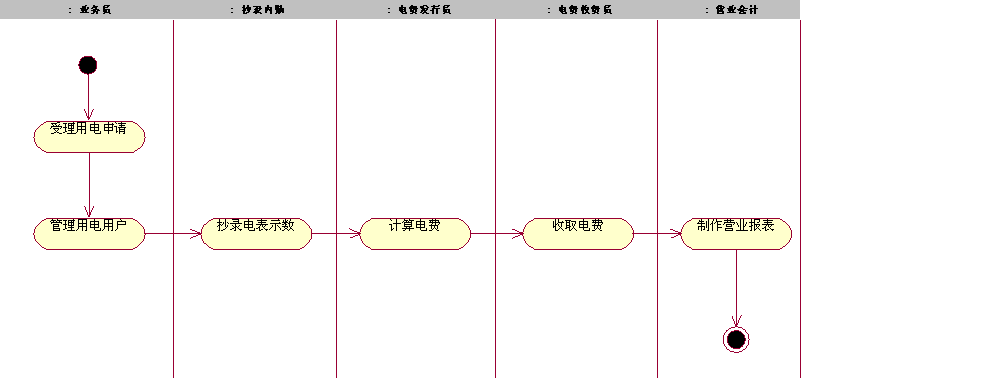 : 业务员
: 抄录内勤
: 电费发行员
: 电费收费员
: 营业会计
受理用电申请
管理用电用户
抄录电表示数
计算电费
收取电费
制作营业报表